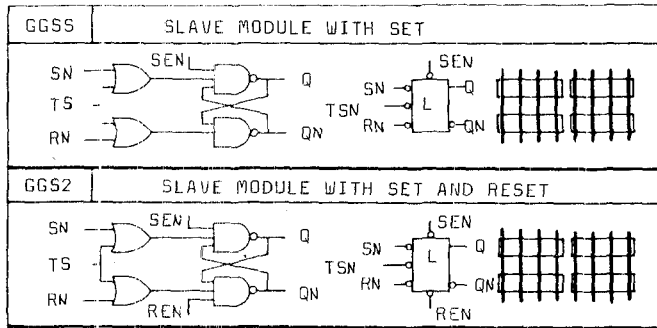 GGSS SLAVE MODULE WITH SET
SEN
SN
Q
TS
RN
QN
SEN
SN
Q
TSN
L
RN
QN
GGS2 SLAVE MODULE WITH SET AND RESET
SEN
SN
Q
TS
RN
QN
REN
SEN
SN
Q
TSN
L
RN
QN
REN